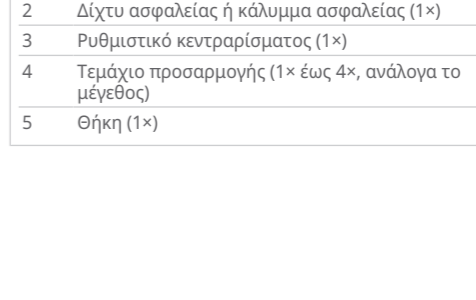 2 Δίχτυ ασφαλείας ή κάλυμμα ασφαλείας (1×)
3 Ρυθμιστικό κεντραρίσματος (1×)
4 Τεμάχιο προσαρμογής (1× έως 4×, ανάλογα το
μέγεθος)
5 Θήκη (1×)